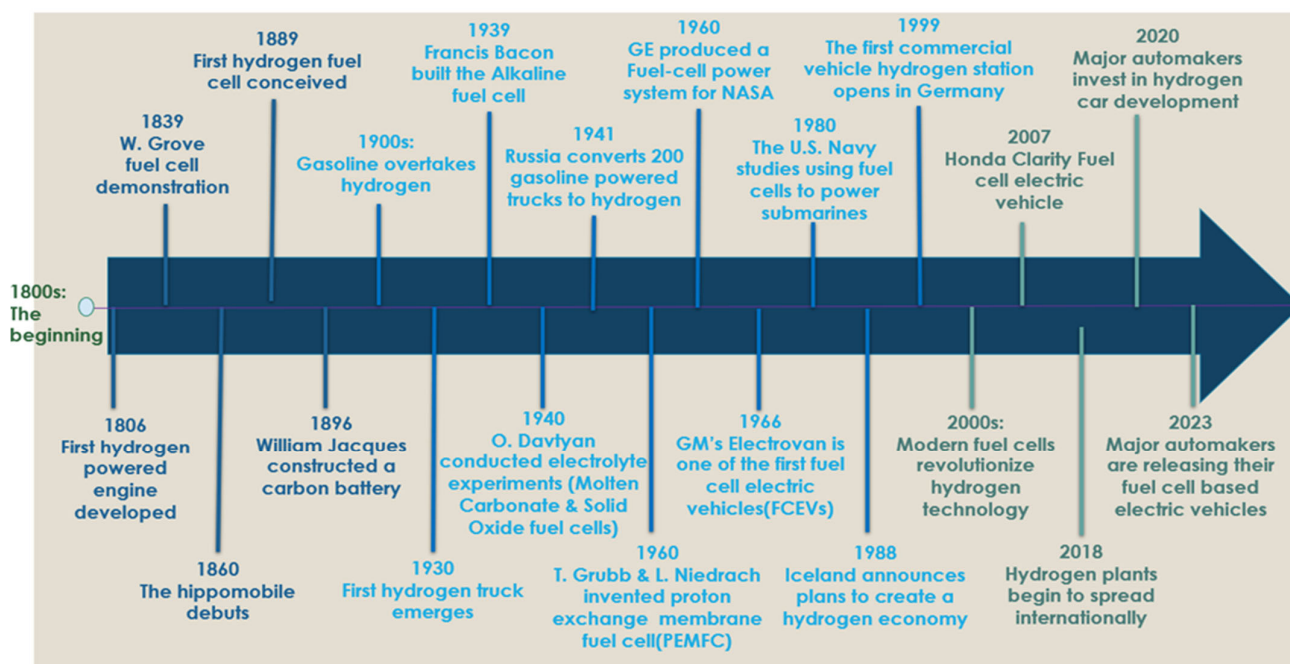 1800s:
The
beginning
1806
First hydrogen
powered
engine
developed
1839
W. Grove
fuel cell
demonstration
1860
The hippomobile
debuts
1889
First hydrogen fuel
cell conceived
1896
William Jacques
constructed a
carbon battery
1900s:
Gasoline overtakes
hydrogen
1930
First hydrogen truck
emerges
1939
Francis Bacon
built the Alkaline
fuel cell
1940
O. Davtyan
conducted electrolyte
experiments (Molten
Carbonate & Solid
Oxide fuel cells)
1941
Russia converts 200
gasoline powered
trucks to hydrogen
1960
T. Grubb & L. Niedrach
invented proton
exchange membrane
fuel cell(PEMFC)
1960
GE produced a
Fuel-cell power
system for NASA
1966
GM's Electrovan is
one of the first fuel
cell electric
vehicles(FCEVs)
1980
The U.S. Navy
studies using fuel
cells to power
submarines
1988
Iceland announces
plans to create a
hydrogen economy
1999
The first commercial
vehicle hydrogen station
opens in Germany
2000s:
Modern fuel cells
revolutionize
hydrogen
technology
2007
Honda Clarity Fuel
cell electric
vehicle
2018
Hydrogen plants
begin to spread
internationally
2020
Major automakers
invest in hydrogen
car development
2023
Major automakers
are releasing their
fuel cell based
electric vehicles